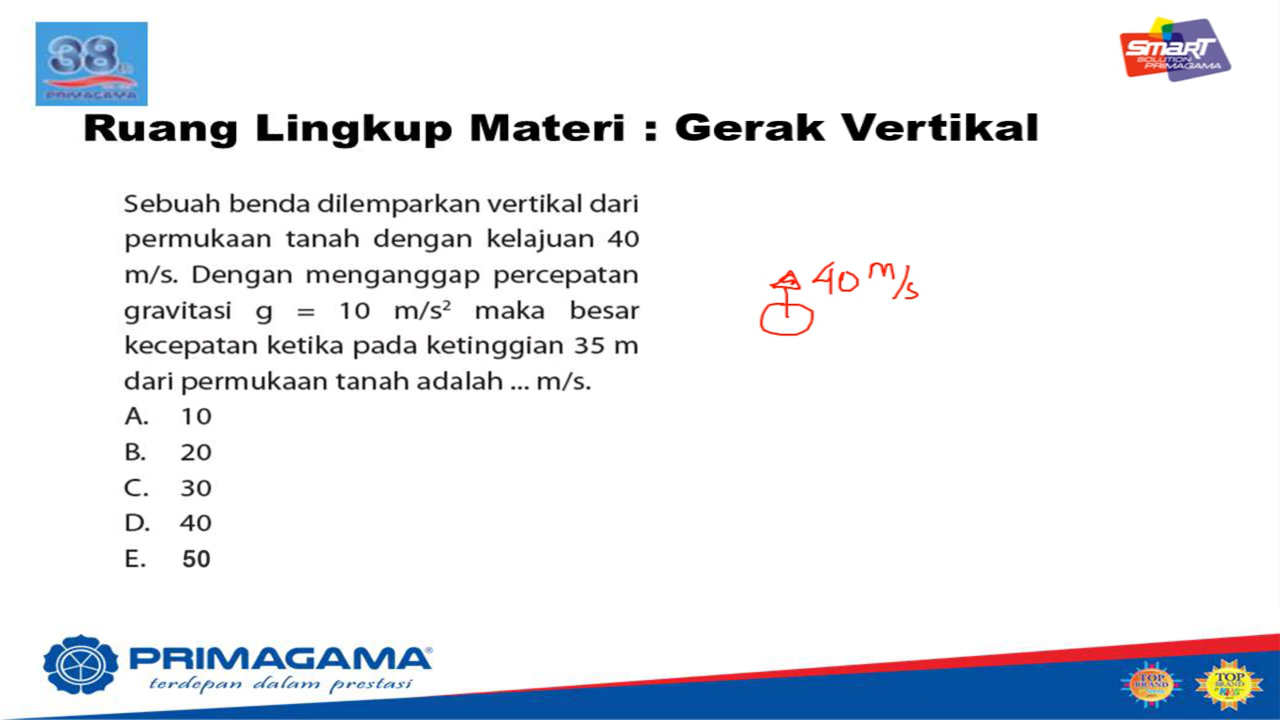 38
PRIMAGAMA
SMART
SOLUTION
PRIMAGAMA
Ruang Lingkup Materi : Gerak Vertikal
Sebuah benda dilemparkan vertikal dari
permukaan tanah dengan kelajuan 40
m/s. Dengan menganggap percepatan
gravitasi g = 10 m/s² maka besar
kecepatan ketika pada ketinggian 35 m
dari permukaan tanah adalah ... m/s.
A. 10
B. 20
C. 30
D. 40
E. 50
40 m/s
PRIMAGAMA®
terdepan dalam prestasi
TOP
BRAND
TOP
BRAND